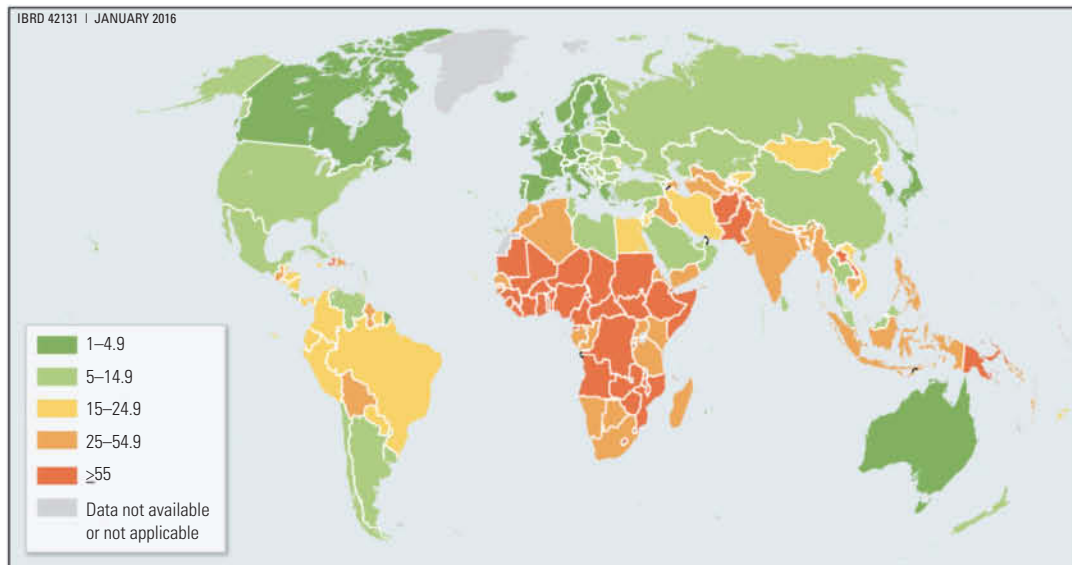 IBRD 42131 | JANUARY 2016
1–4.9
5–14.9
15–24.9
25–54.9
≥55
Data not available
or not applicable